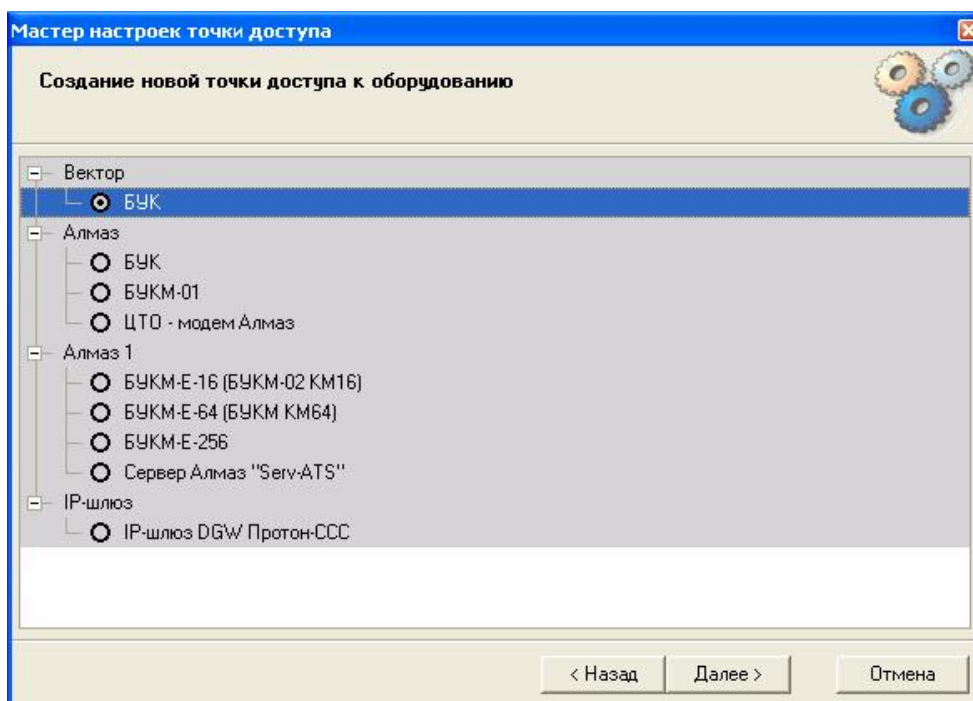 Мастер настроек точки доступа
Создание новой точки доступа к оборудованию
Вектор
БУК
Алмаз
БУК
БУКМ-01
ЦТО - модем Алмаз
Алмаз 1
БУКМ-Е-16 (БУКМ-02 КМ16)
БУКМ-Е-64 (БУКМ КМ64)
БУКМ-Е-256
Сервер Алмаз "Serv-ATS"
IP-шлюз
IP-шлюз DGW Протон-ССС
< Назад Далее > Отмена